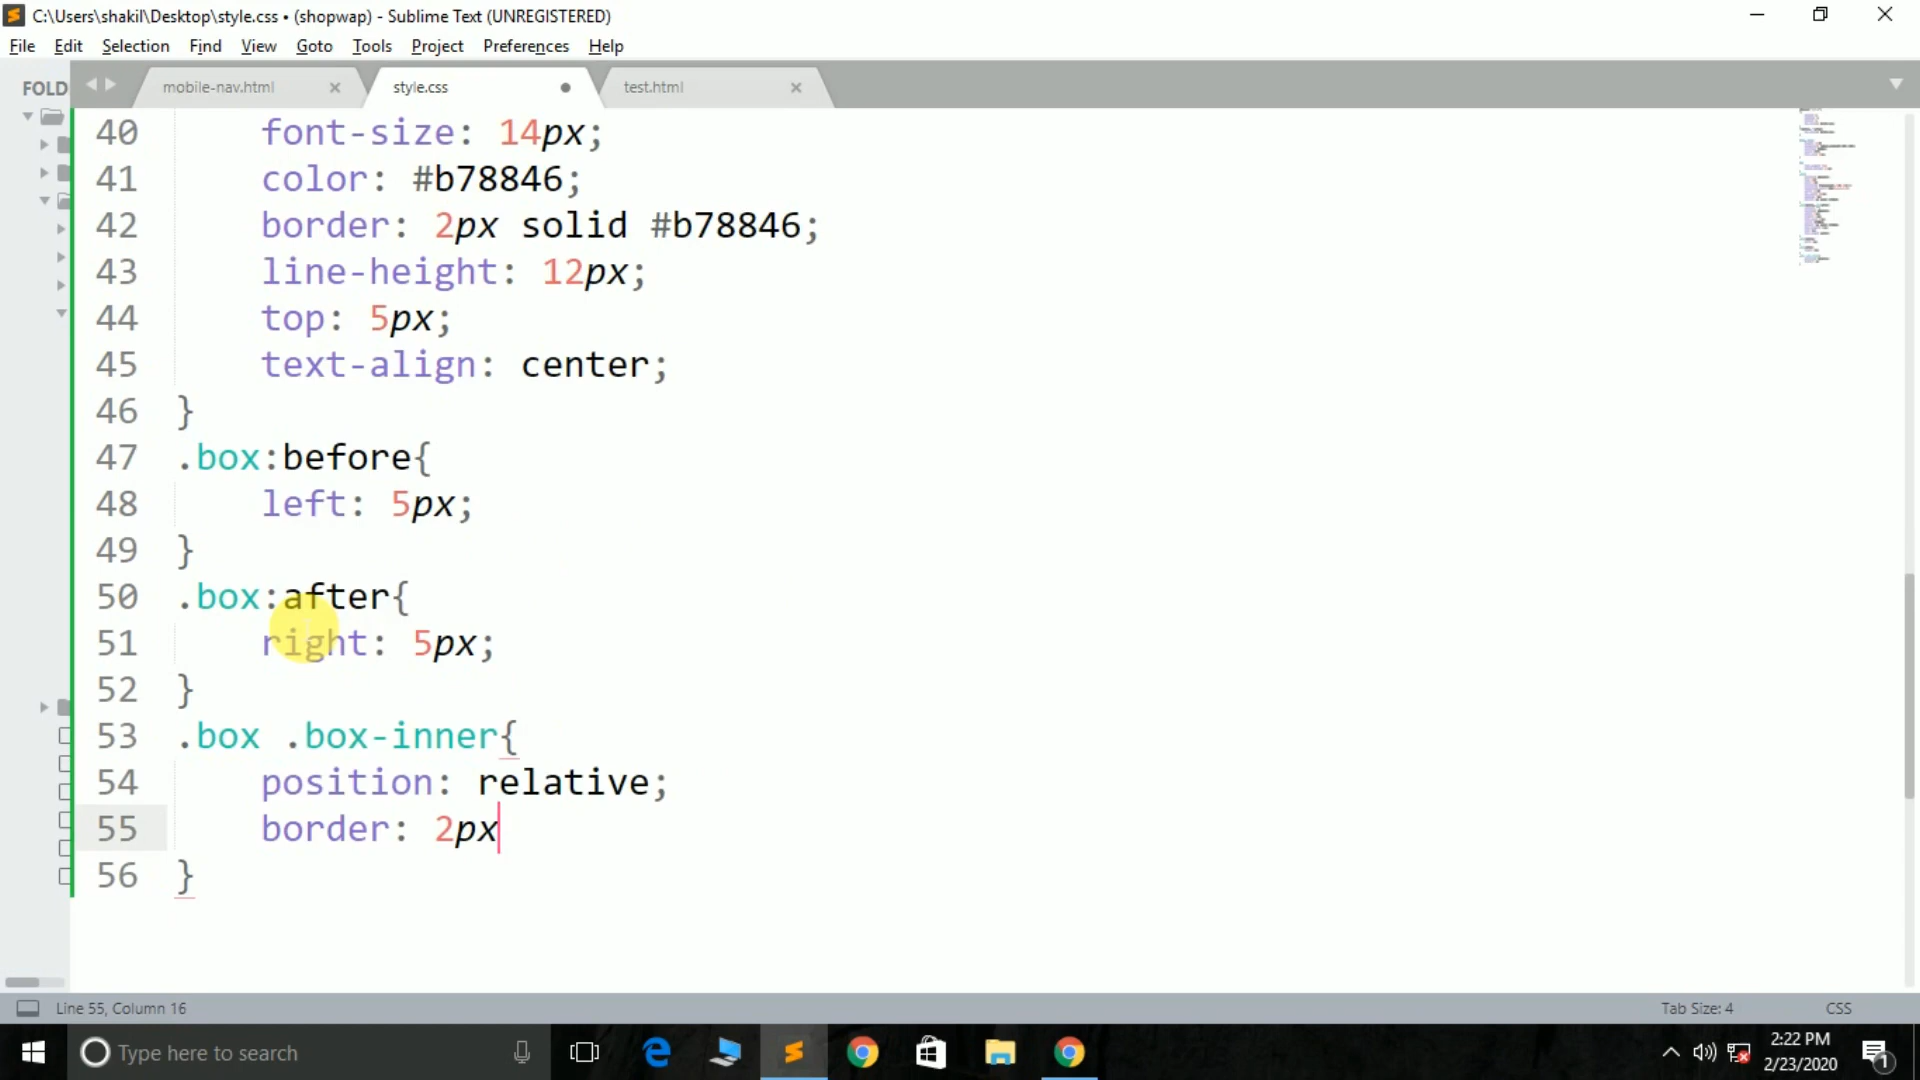 C:\Users\shakil\Desktop\style.css • (shopwap) - Sublime Text (UNREGISTERED)
File Edit Selection Find View Goto Tools Project Preferences Help
FOLD
mobile-nav.html
style.css
test.html
40 font-size: 14px;
41 color: #b78846;
42 border: 2px solid #b78846;
43 line-height: 12px;
44 top: 5px;
45 text-align: center;
46 }
47 .box:before{
48 left: 5px;
49 }
50 .box:after{
51 right: 5px;
52 }
53 .box .box-inner{
54 position: relative;
55 border: 2px
56 }
Line 55, Column 16
Tab Size: 4
CSS
Type here to search
2:22 PM
2/23/2020
1